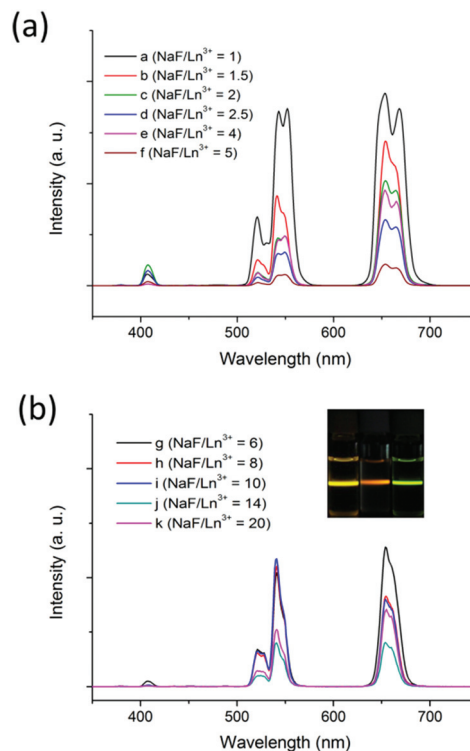 (a)
a (NaF/Ln³⁺ = 1)
b (NaF/Ln³⁺ = 1.5)
c (NaF/Ln³⁺ = 2)
d (NaF/Ln³⁺ = 2.5)
e (NaF/Ln³⁺ = 4)
f (NaF/Ln³⁺ = 5)
Intensity (a. u.)
400 500 600 700
Wavelength (nm)
(b)
g (NaF/Ln³⁺ = 6)
h (NaF/Ln³⁺ = 8)
i (NaF/Ln³⁺ = 10)
j (NaF/Ln³⁺ = 14)
k (NaF/Ln³⁺ = 20)
Intensity (a. u.)
400 500 600 700
Wavelength (nm)